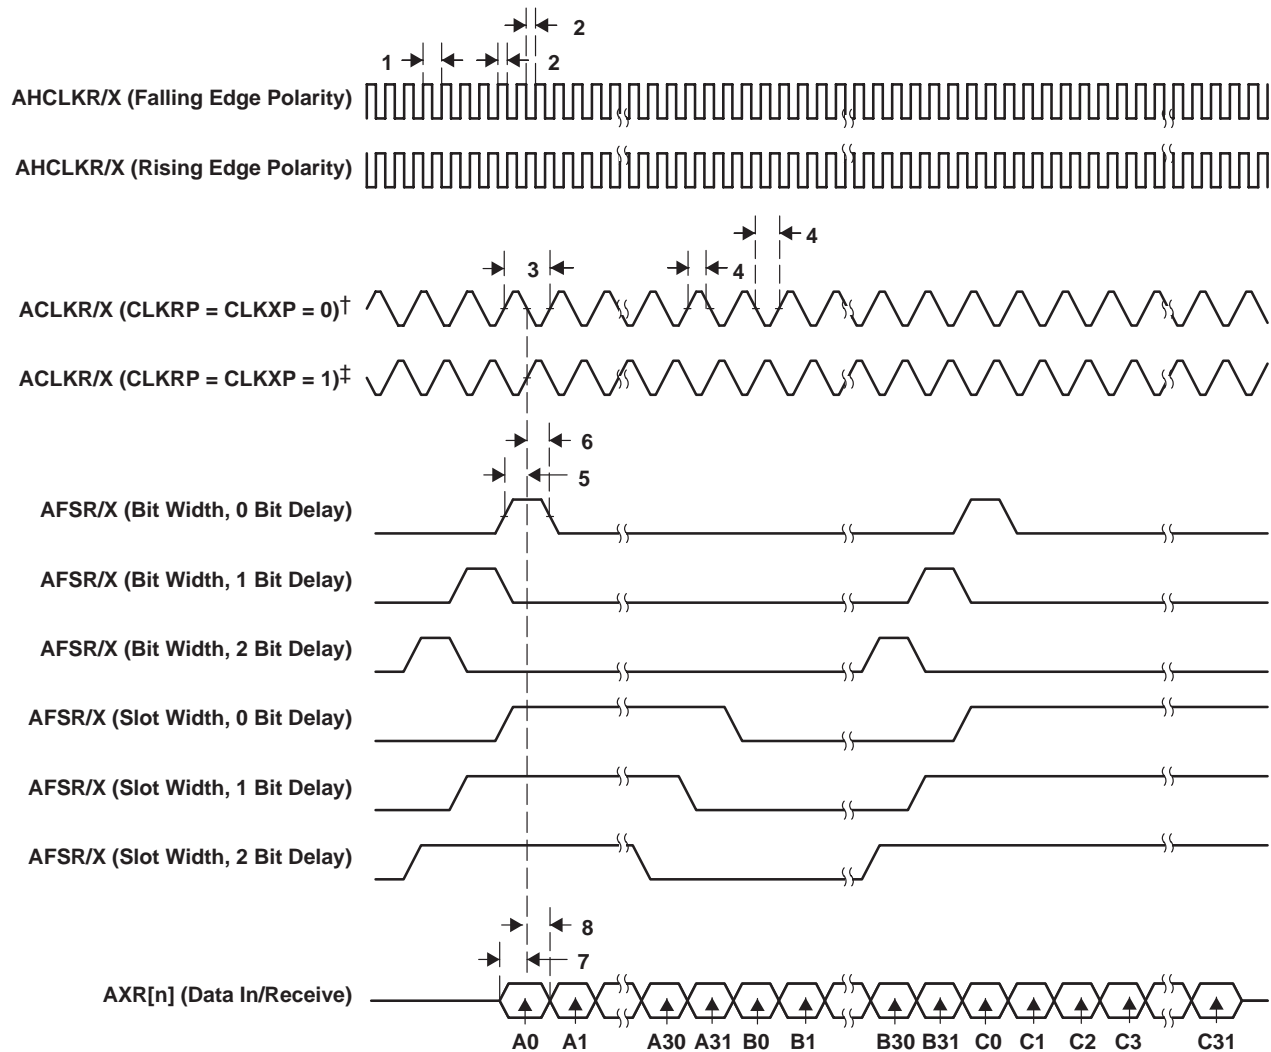 2
1
2
AHCLKR/X (Falling Edge Polarity)
AHCLKR/X (Rising Edge Polarity)
4
3
4
ACLKR/X (CLKRP = CLKXP = 0)†
ACLKR/X (CLKRP = CLKXP = 1)‡
6
5
AFSR/X (Bit Width, 0 Bit Delay)
AFSR/X (Bit Width, 1 Bit Delay)
AFSR/X (Bit Width, 2 Bit Delay)
AFSR/X (Slot Width, 0 Bit Delay)
AFSR/X (Slot Width, 1 Bit Delay)
AFSR/X (Slot Width, 2 Bit Delay)
8
7
AXR[n] (Data In/Receive)
A0 A1 A30 A31 B0 B1 B30 B31 C0 C1 C2 C3 C31